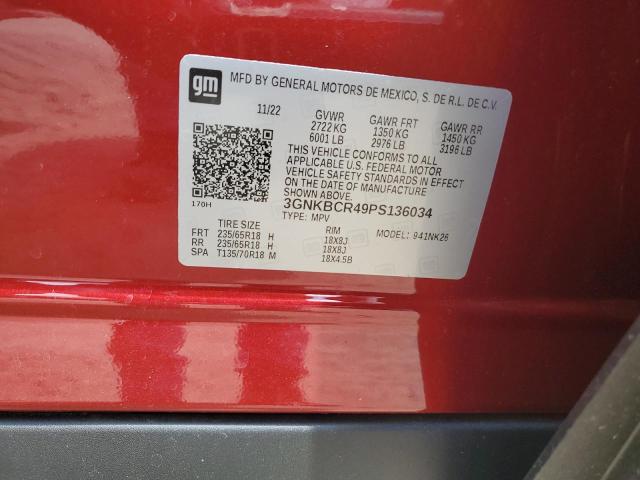 gm
MFD BY GENERAL MOTORS DE MEXICO, S. DE R.L. DE C.V.
11/22 GVWR GAWR FRT GAWR RR
2722 KG 1350 KG 1450 KG
6001 LB 2976 LB 3196 LB
THIS VEHICLE CONFORMS TO ALL
APPLICABLE U.S. FEDERAL MOTOR
VEHICLE SAFETY STANDARDS IN EFFECT
ON THE DATE OF MANUFACTURE
SHOWN ABOVE.
3GNKBCR49PS136034
170H TYPE: MPV MODEL: 941NK26
TIRE SIZE RIM
FRT 235/65R18 H 18X8J
RR 235/65R18 H 18X8J
SPA T135/70R18 M 18X4.5B